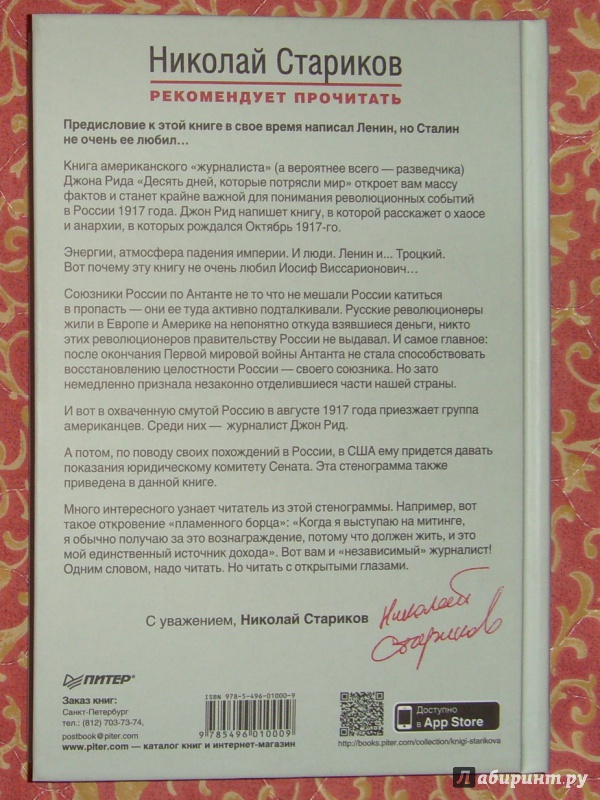 Николай Стариков
РЕКОМЕНДУЕТ ПРОЧИТАТЬ
Предисловие к этой книге в свое время написал Ленин, но Сталин
не очень ее любил…
Книга американского «журналиста» (а вероятнее всего — разведчика)
Джона Рида «Десять дней, которые потрясли мир» откроет вам массу
фактов и станет крайне важной для понимания революционных событий
в России 1917 года. Джон Рид напишет книгу, в которой расскажет о хаосе
и анархии, в которых рождался Октябрь 1917-го.
Энергии, атмосфера падения империи. И люди. Ленин и... Троцкий.
Вот почему эту книгу не очень любил Иосиф Виссарионович…
Союзники России по Антанте не то что не мешали России катиться
в пропасть — они ее туда активно подталкивали. Русские революционеры
жили в Европе и Америке на непонятно откуда взявшиеся деньги, никто
этих революционеров правительству России не выдавал. И самое главное:
после окончания Первой мировой войны Антанта не стала способствовать
восстановлению целостности России — своего союзника. Но зато
немедленно признала незаконно отделившиеся части нашей страны.
И вот в охваченную смутой Россию в августе 1917 года приезжает группа
американцев. Среди них — журналист Джон Рид.
А потом, по поводу своих похождений в России, в США ему придется давать
показания юридическому комитету Сената. Эта стенограмма также
приведена в данной книге.
Много интересного узнает читатель из этой стенограммы. Например, вот
такое откровение «пламенного борца»: «Когда я выступаю на митинге,
я обычно получаю за это вознаграждение, потому что должен жить, и это
мой единственный источник дохода». Вот вам и «независимый» журналист!
Одним словом, надо читать. Но читать с открытыми глазами.
С уважением, Николай Стариков
Николай
Стариков
ПИТЕР®
Заказ книг:
Санкт-Петербург
тел.: (812) 703-73-74,
postbook@piter.com
www.piter.com — каталог книг и интернет-магазин
ISBN 978-5-496-01000-9
9 785496 010009
Доступно
в App Store
http://books.piter.com/collection/knigi-starikova
лабиринт.ру